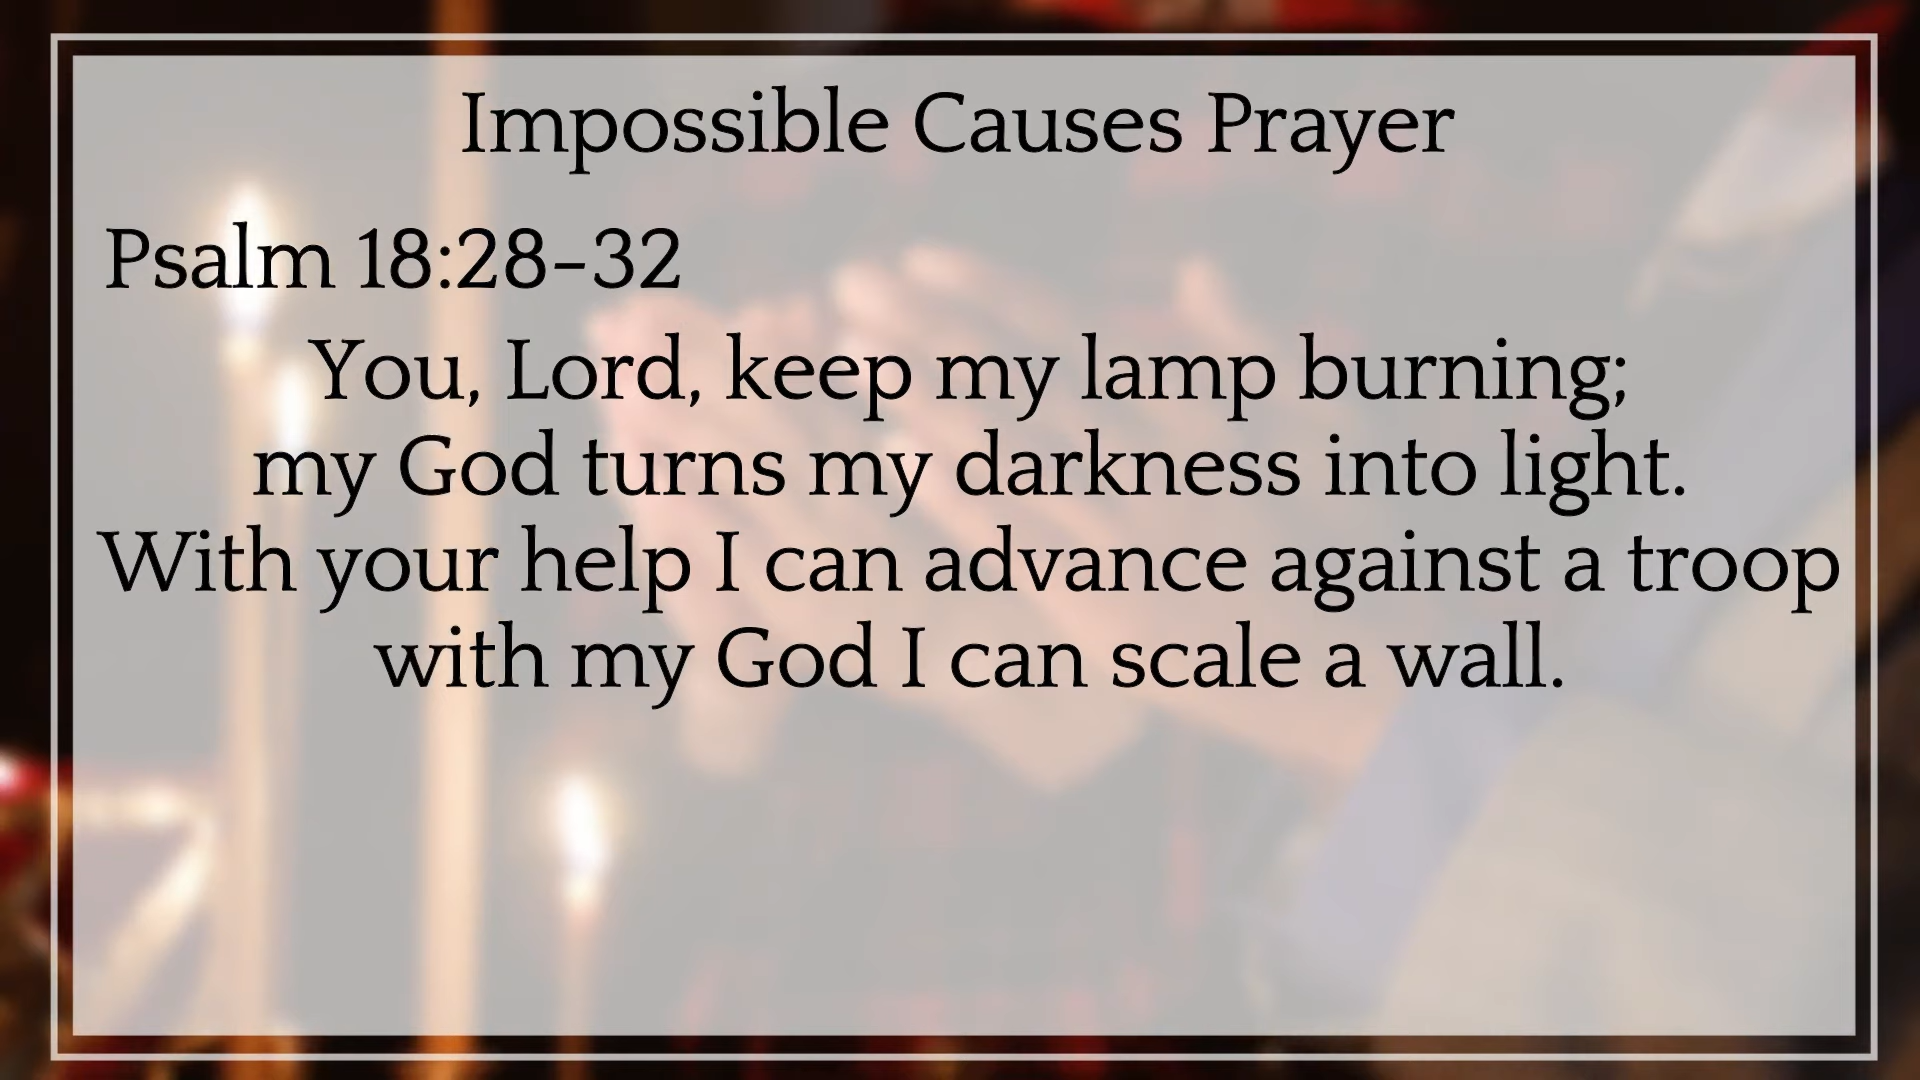 Impossible Causes Prayer
Psalm 18:28-32
You, Lord, keep my lamp burning;
my God turns my darkness into light.
With your help I can advance against a troop
with my God I can scale a wall.